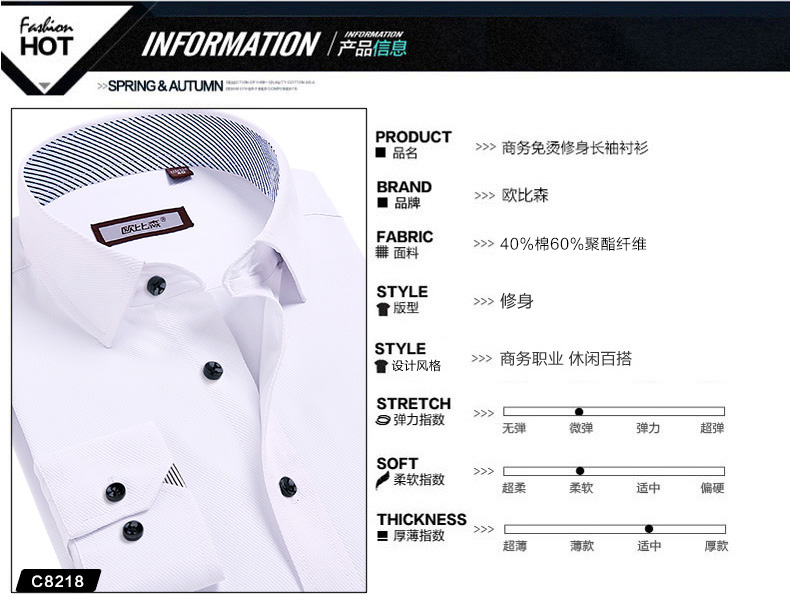 Fashion
HOT
INFORMATION
INFORMATION
产品信息
>>SPRING & AUTUMN
欧比森®
PRODUCT
品名
>>> 商务免烫修身长袖衬衫
BRAND
品牌
>>> 欧比森
FABRIC
面料
>>> 40%棉60%聚酯纤维
STYLE
版型
>>> 修身
STYLE
设计风格
>>> 商务职业 休闲百搭
STRETCH
弹力指数
>>>
无弹 微弹 弹力 超弹
SOFT
柔软指数
>>>
超柔 柔软 适中 偏硬
THICKNESS
厚薄指数
>>>
超薄 薄款 适中 厚款
C8218